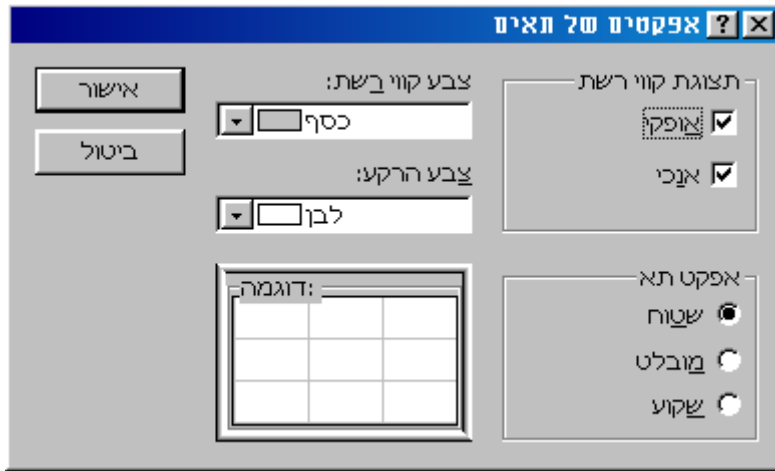 אפקטים של תאים
תצוגת קווי רשת
אופקי
אנכי
צבע קווי רשת:
כסף
צבע הרקע:
לבן
אישור
ביטול
אפקט תא
שטוח
מובלט
שקוע
דוגמה: